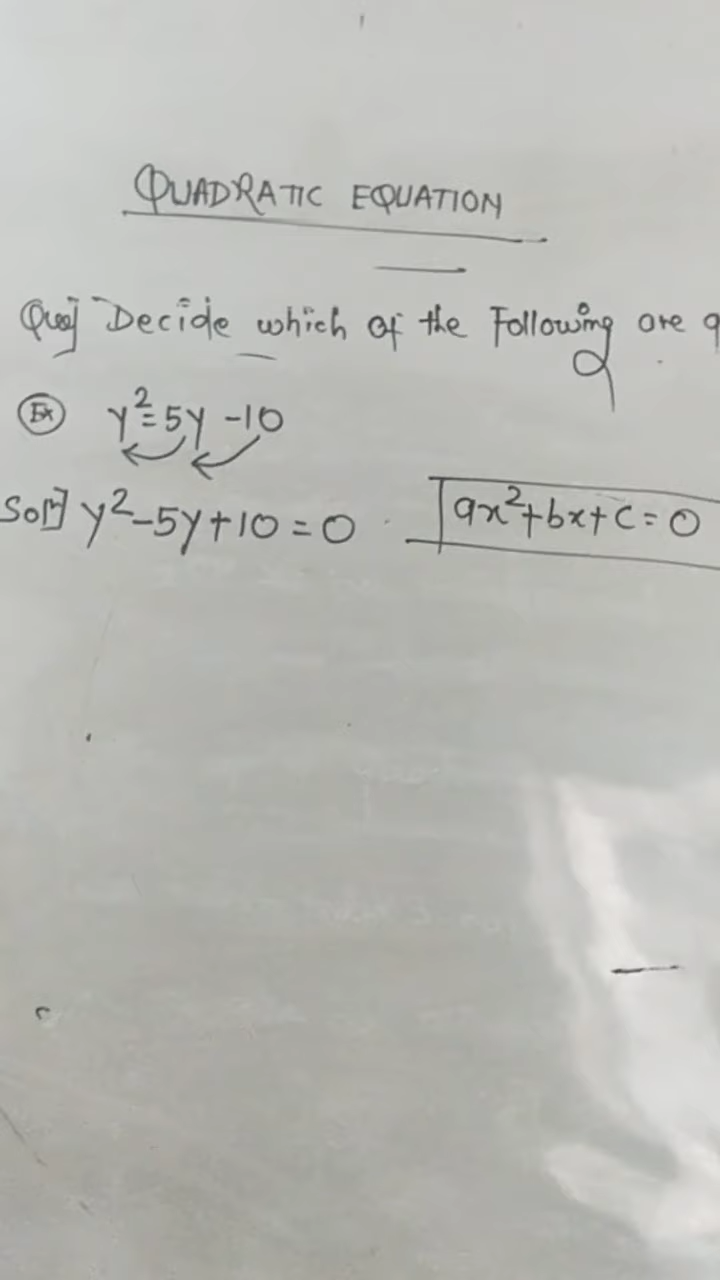 QUADRATIC EQUATION
Que] Decide which of the Following are q
Ex y² = 5y - 10
Solⁿ] y² - 5y + 10 = 0 ax² + bx + c = 0